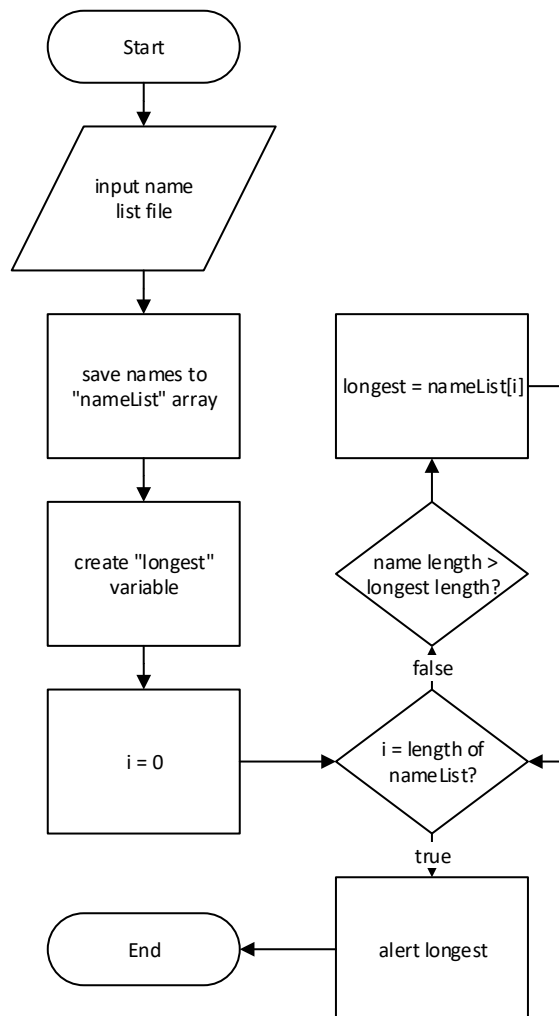 Start
input name
list file
save names to
"nameList" array
create "longest"
variable
i = 0
longest = nameList[i]
name length >
longest length?
false
i = length of
nameList?
true
alert longest
End